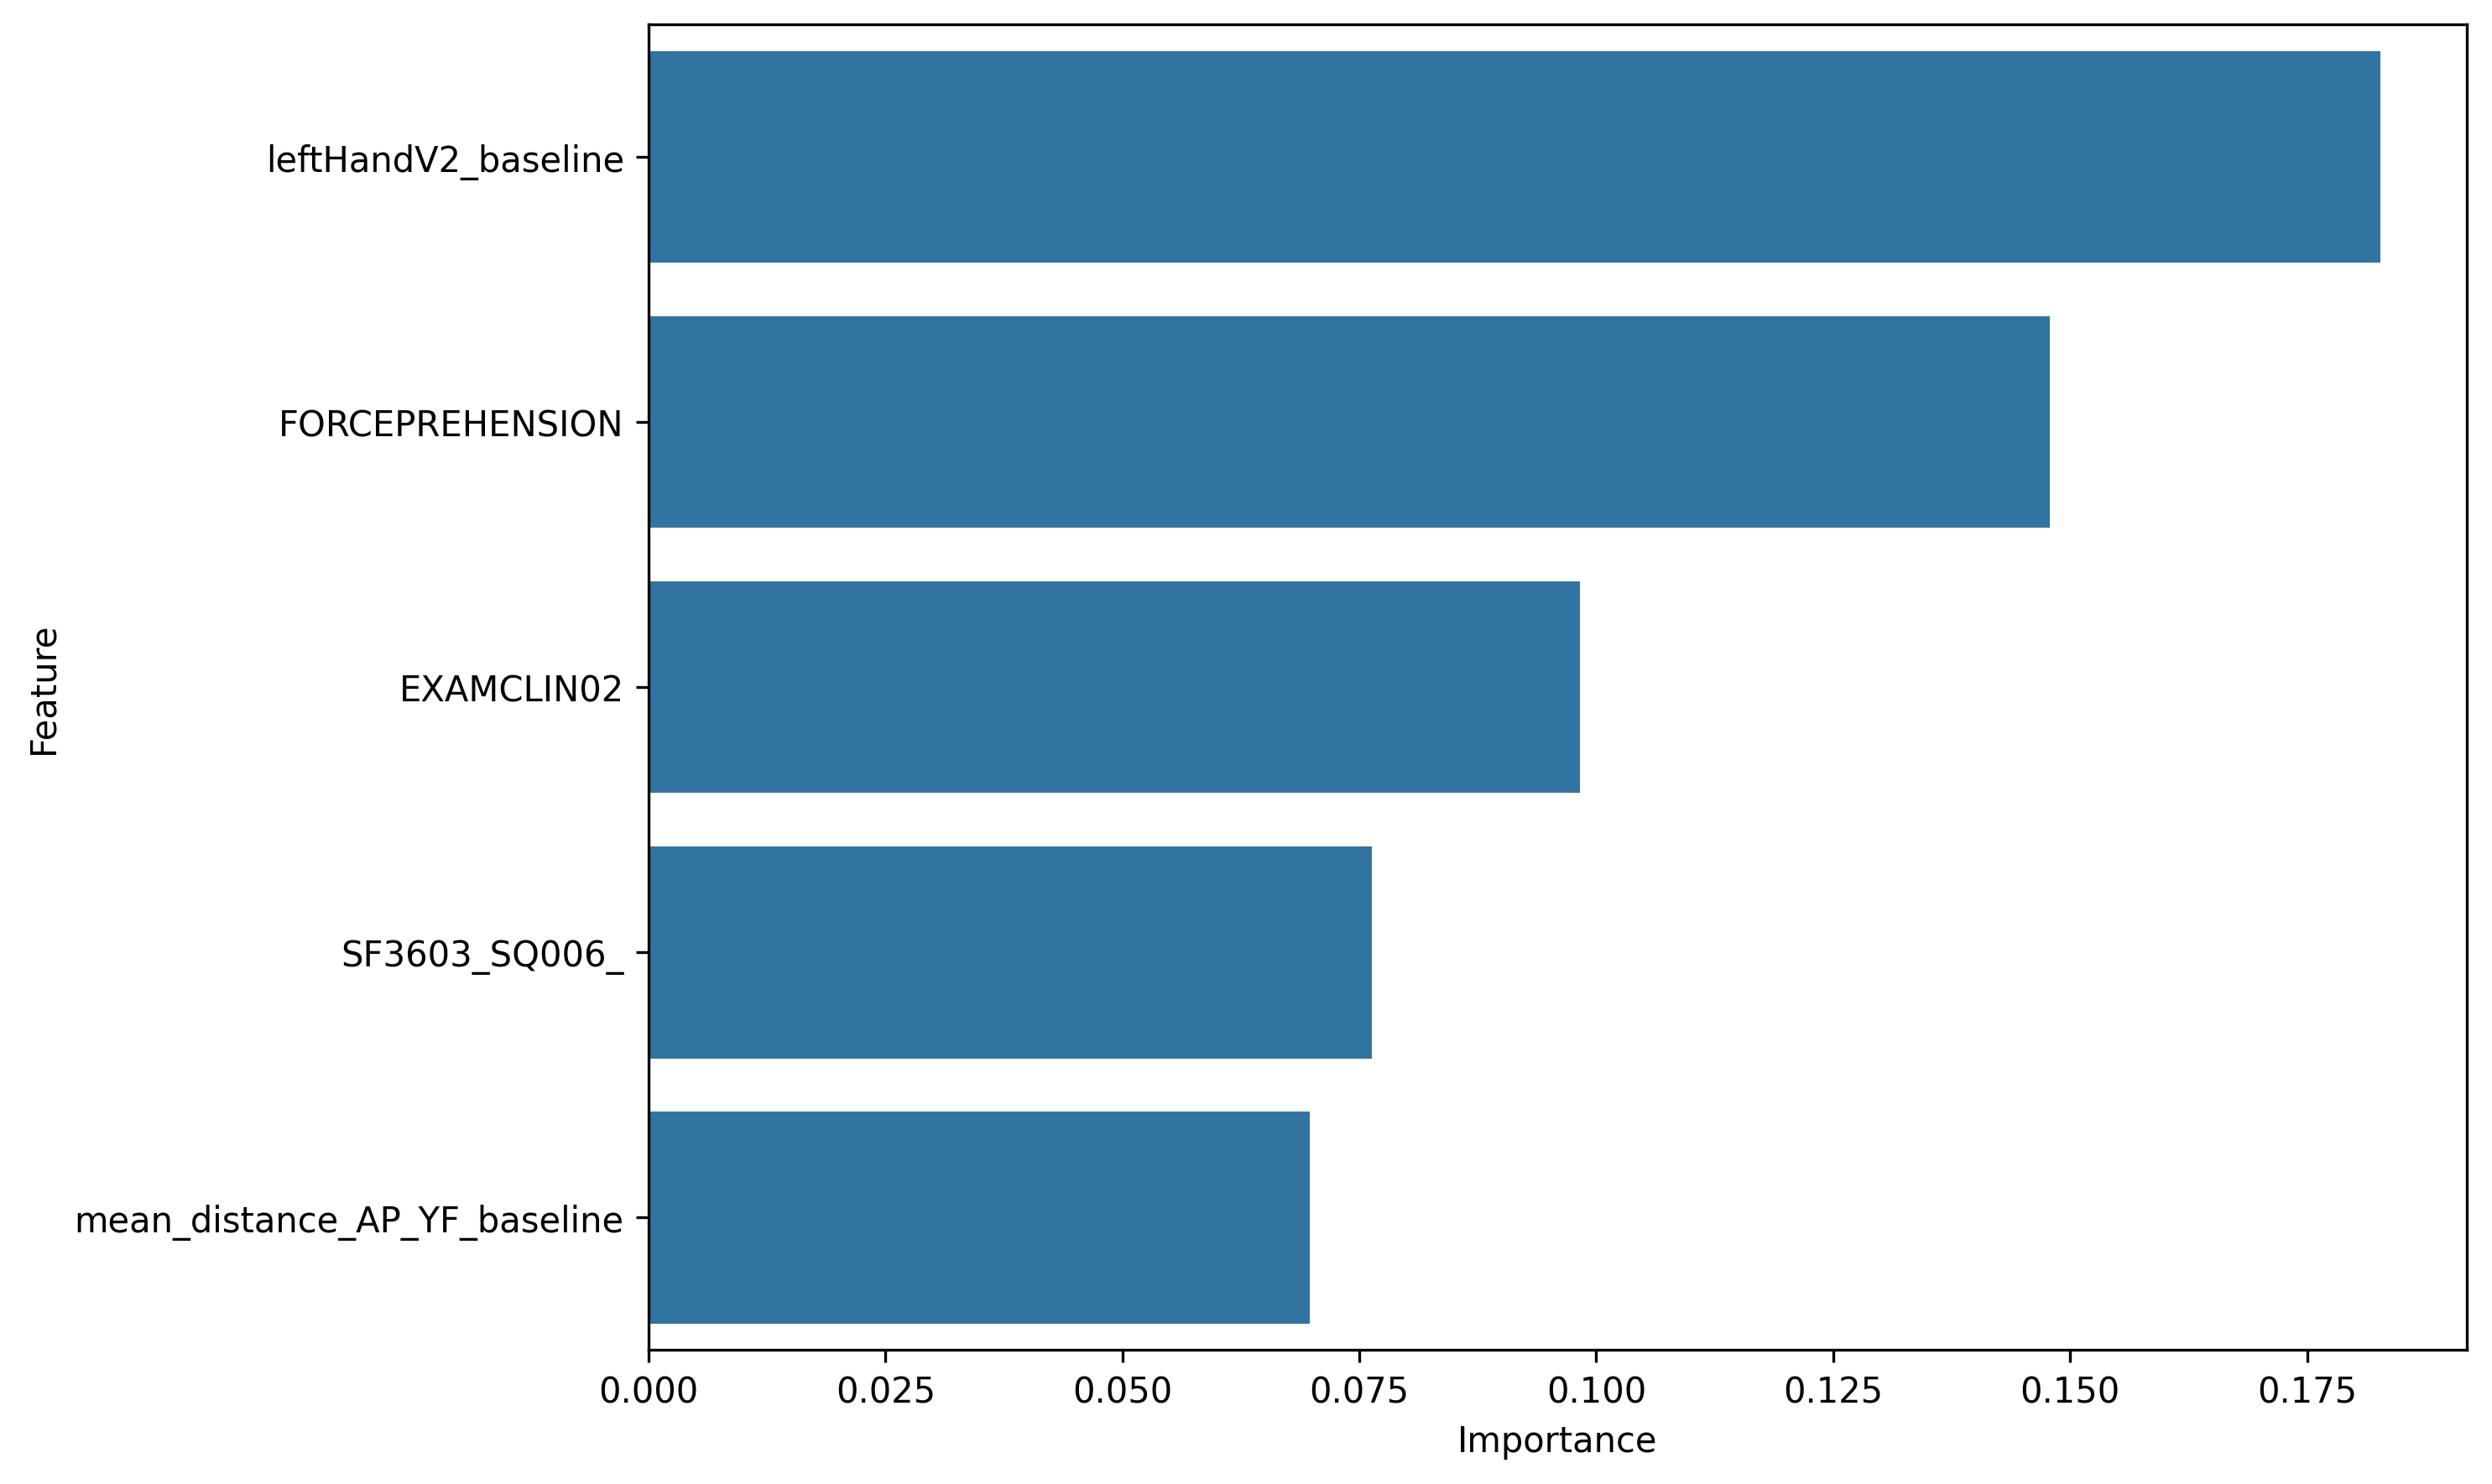 leftHandV2_baseline
FORCEPREHENSION
EXAMCLIN02
SF3603_SQ006_
mean_distance_AP_YF_baseline
Feature
0.000 0.025 0.050 0.075 0.100 0.125 0.150 0.175
Importance